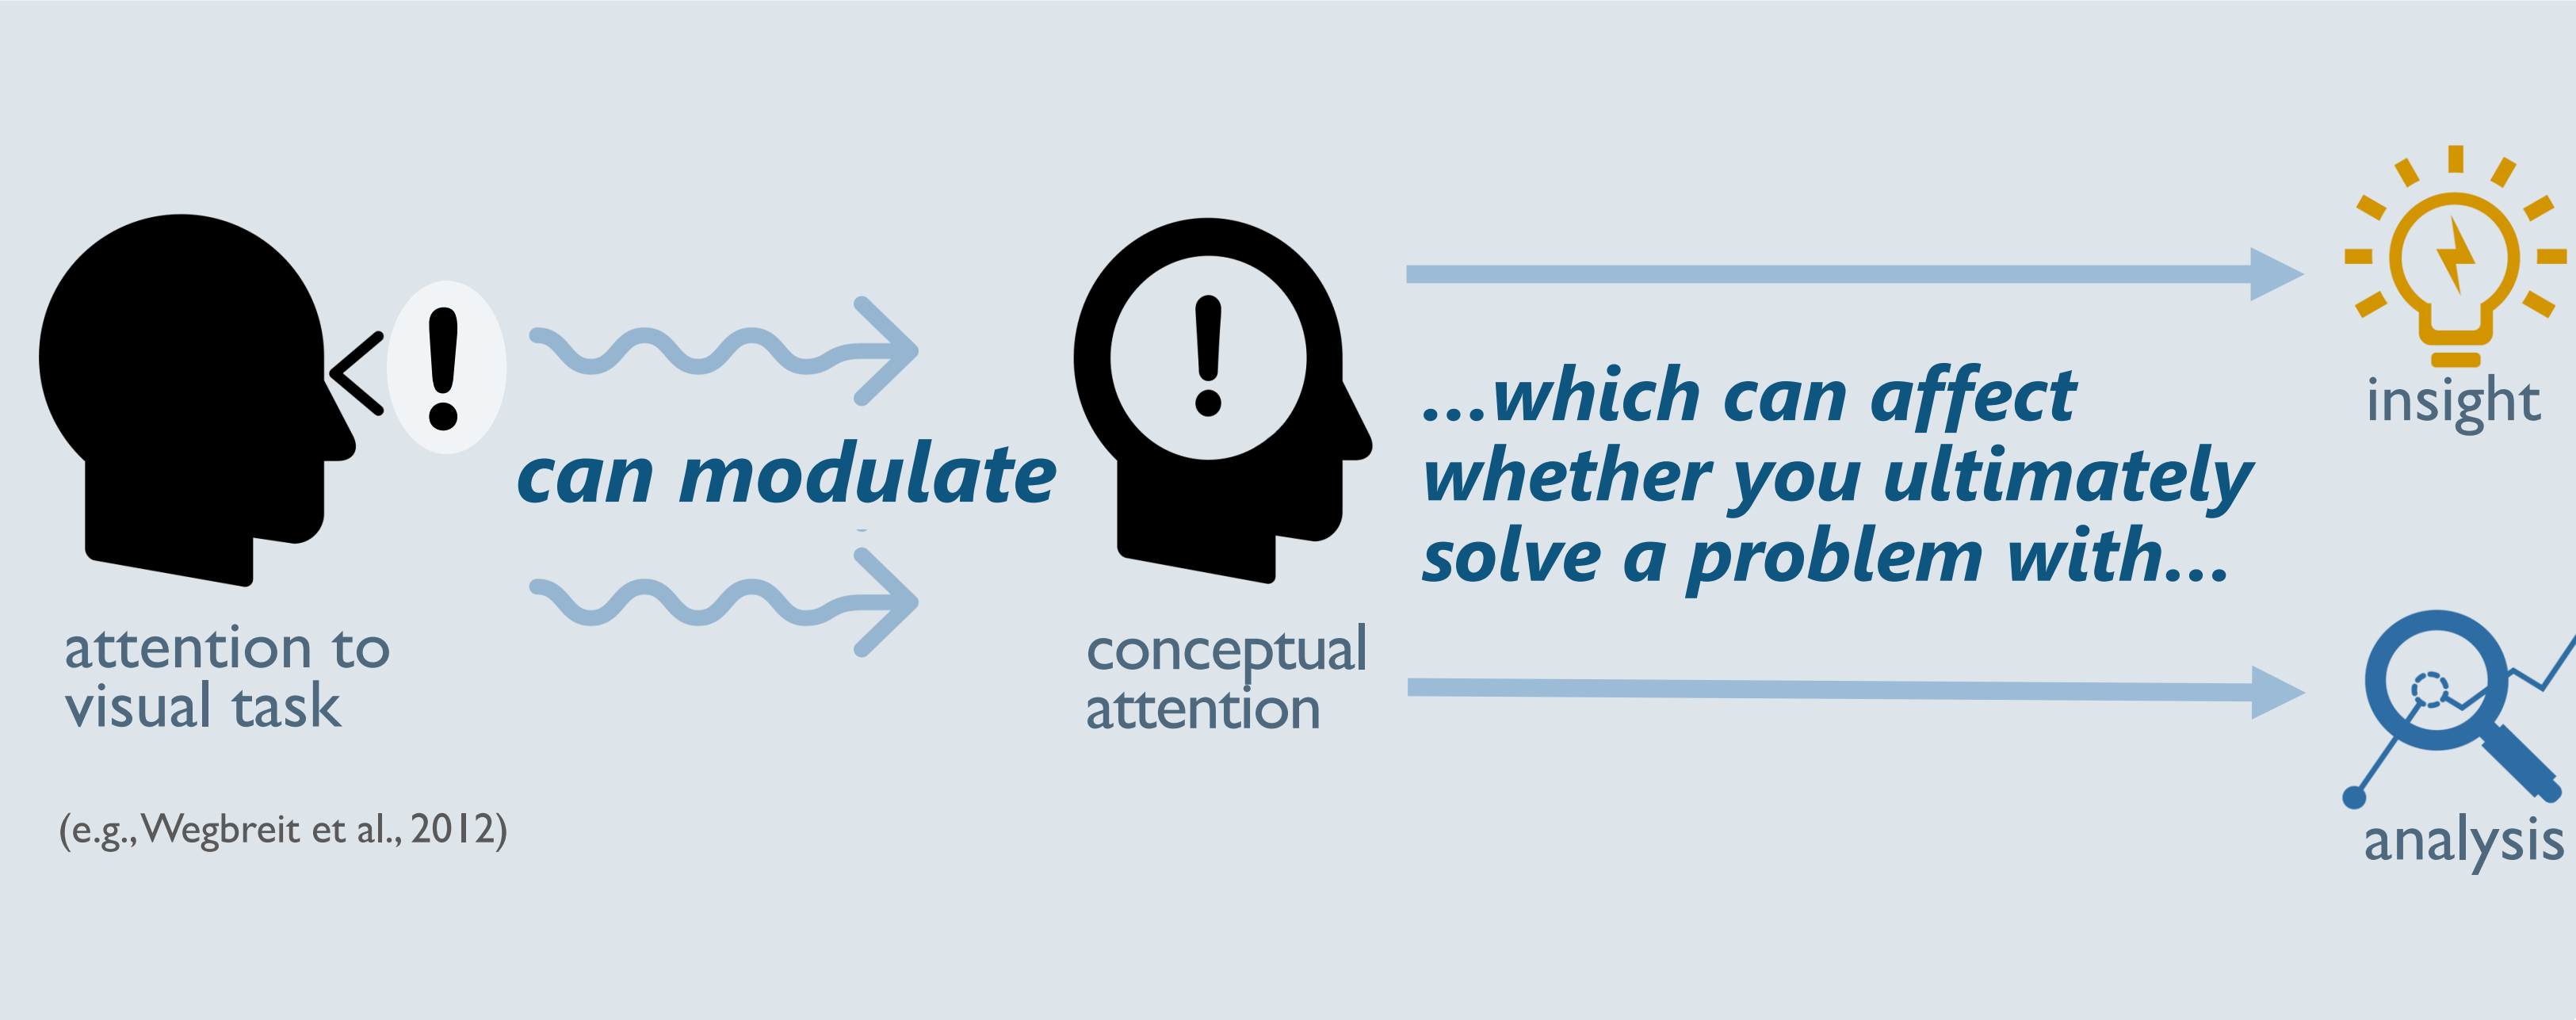 attention to
visual task
(e.g., Wegbreit et al., 2012)
!
can modulate
!
conceptual
attention
...which can affect
whether you ultimately
solve a problem with...
insight
analysis